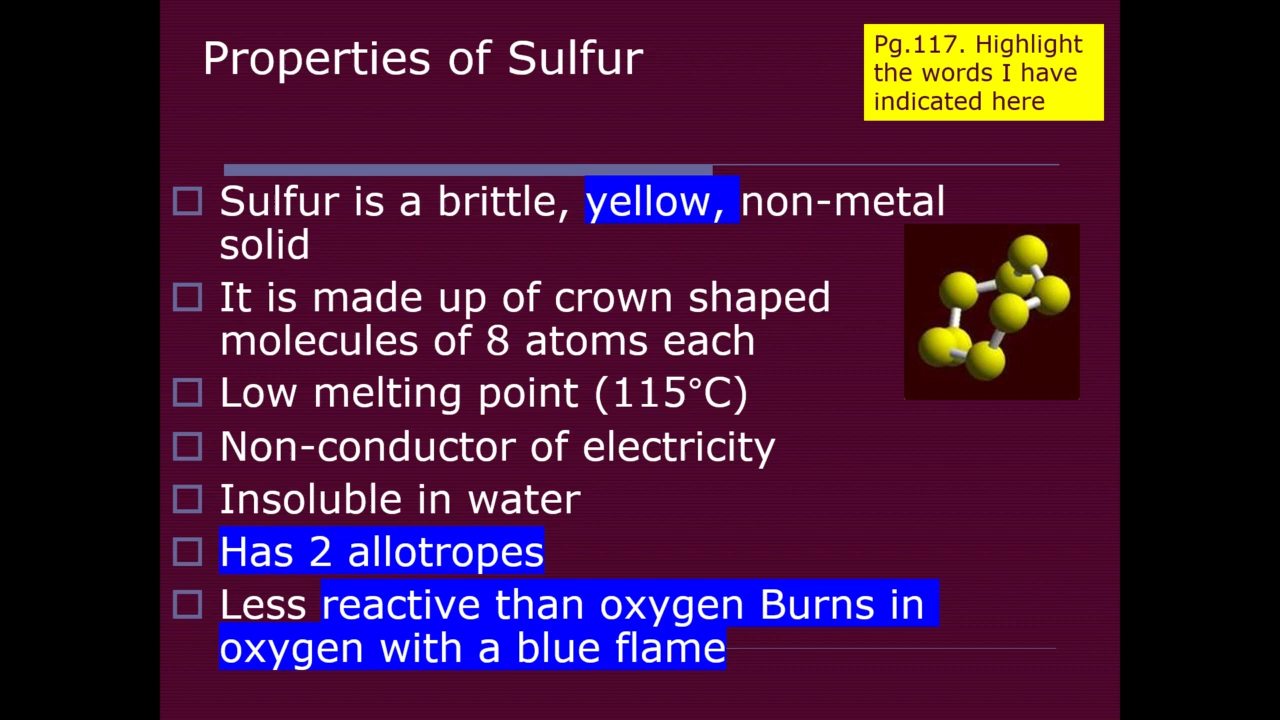 Properties of Sulfur
Pg.117. Highlight
the words I have
indicated here
Sulfur is a brittle, yellow, non-metal
solid
It is made up of crown shaped
molecules of 8 atoms each
Low melting point (115°C)
Non-conductor of electricity
Insoluble in water
Has 2 allotropes
Less reactive than oxygen Burns in
oxygen with a blue flame